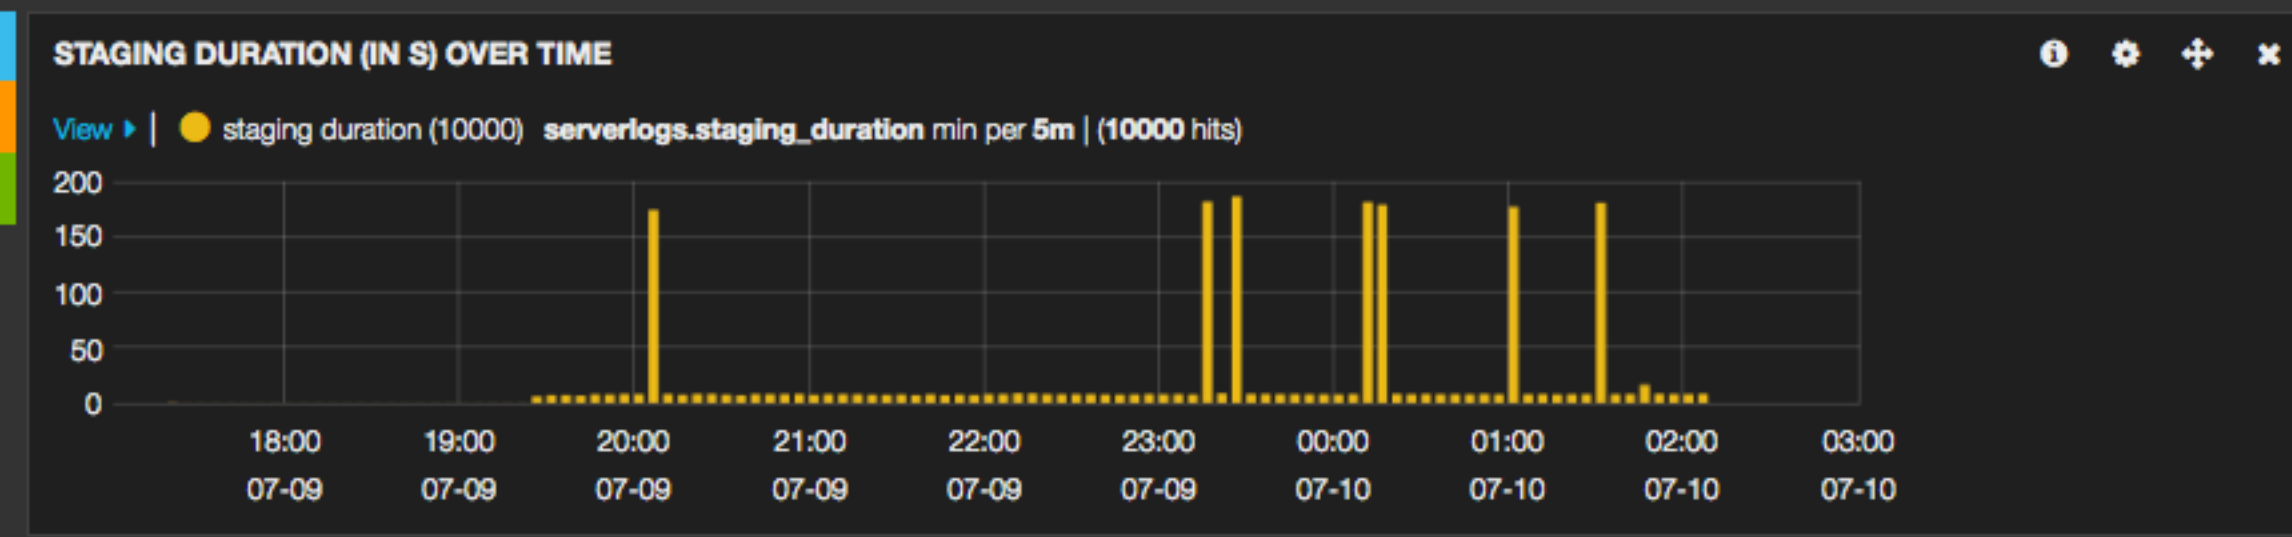 STAGING DURATION (IN S) OVER TIME
View | staging duration (10000) serverlogs.staging_duration min per 5m | (10000 hits)
200
150
100
50
0
18:00 19:00 20:00 21:00 22:00 23:00 00:00 01:00 02:00 03:00
07-09 07-09 07-09 07-09 07-09 07-09 07-10 07-10 07-10 07-10